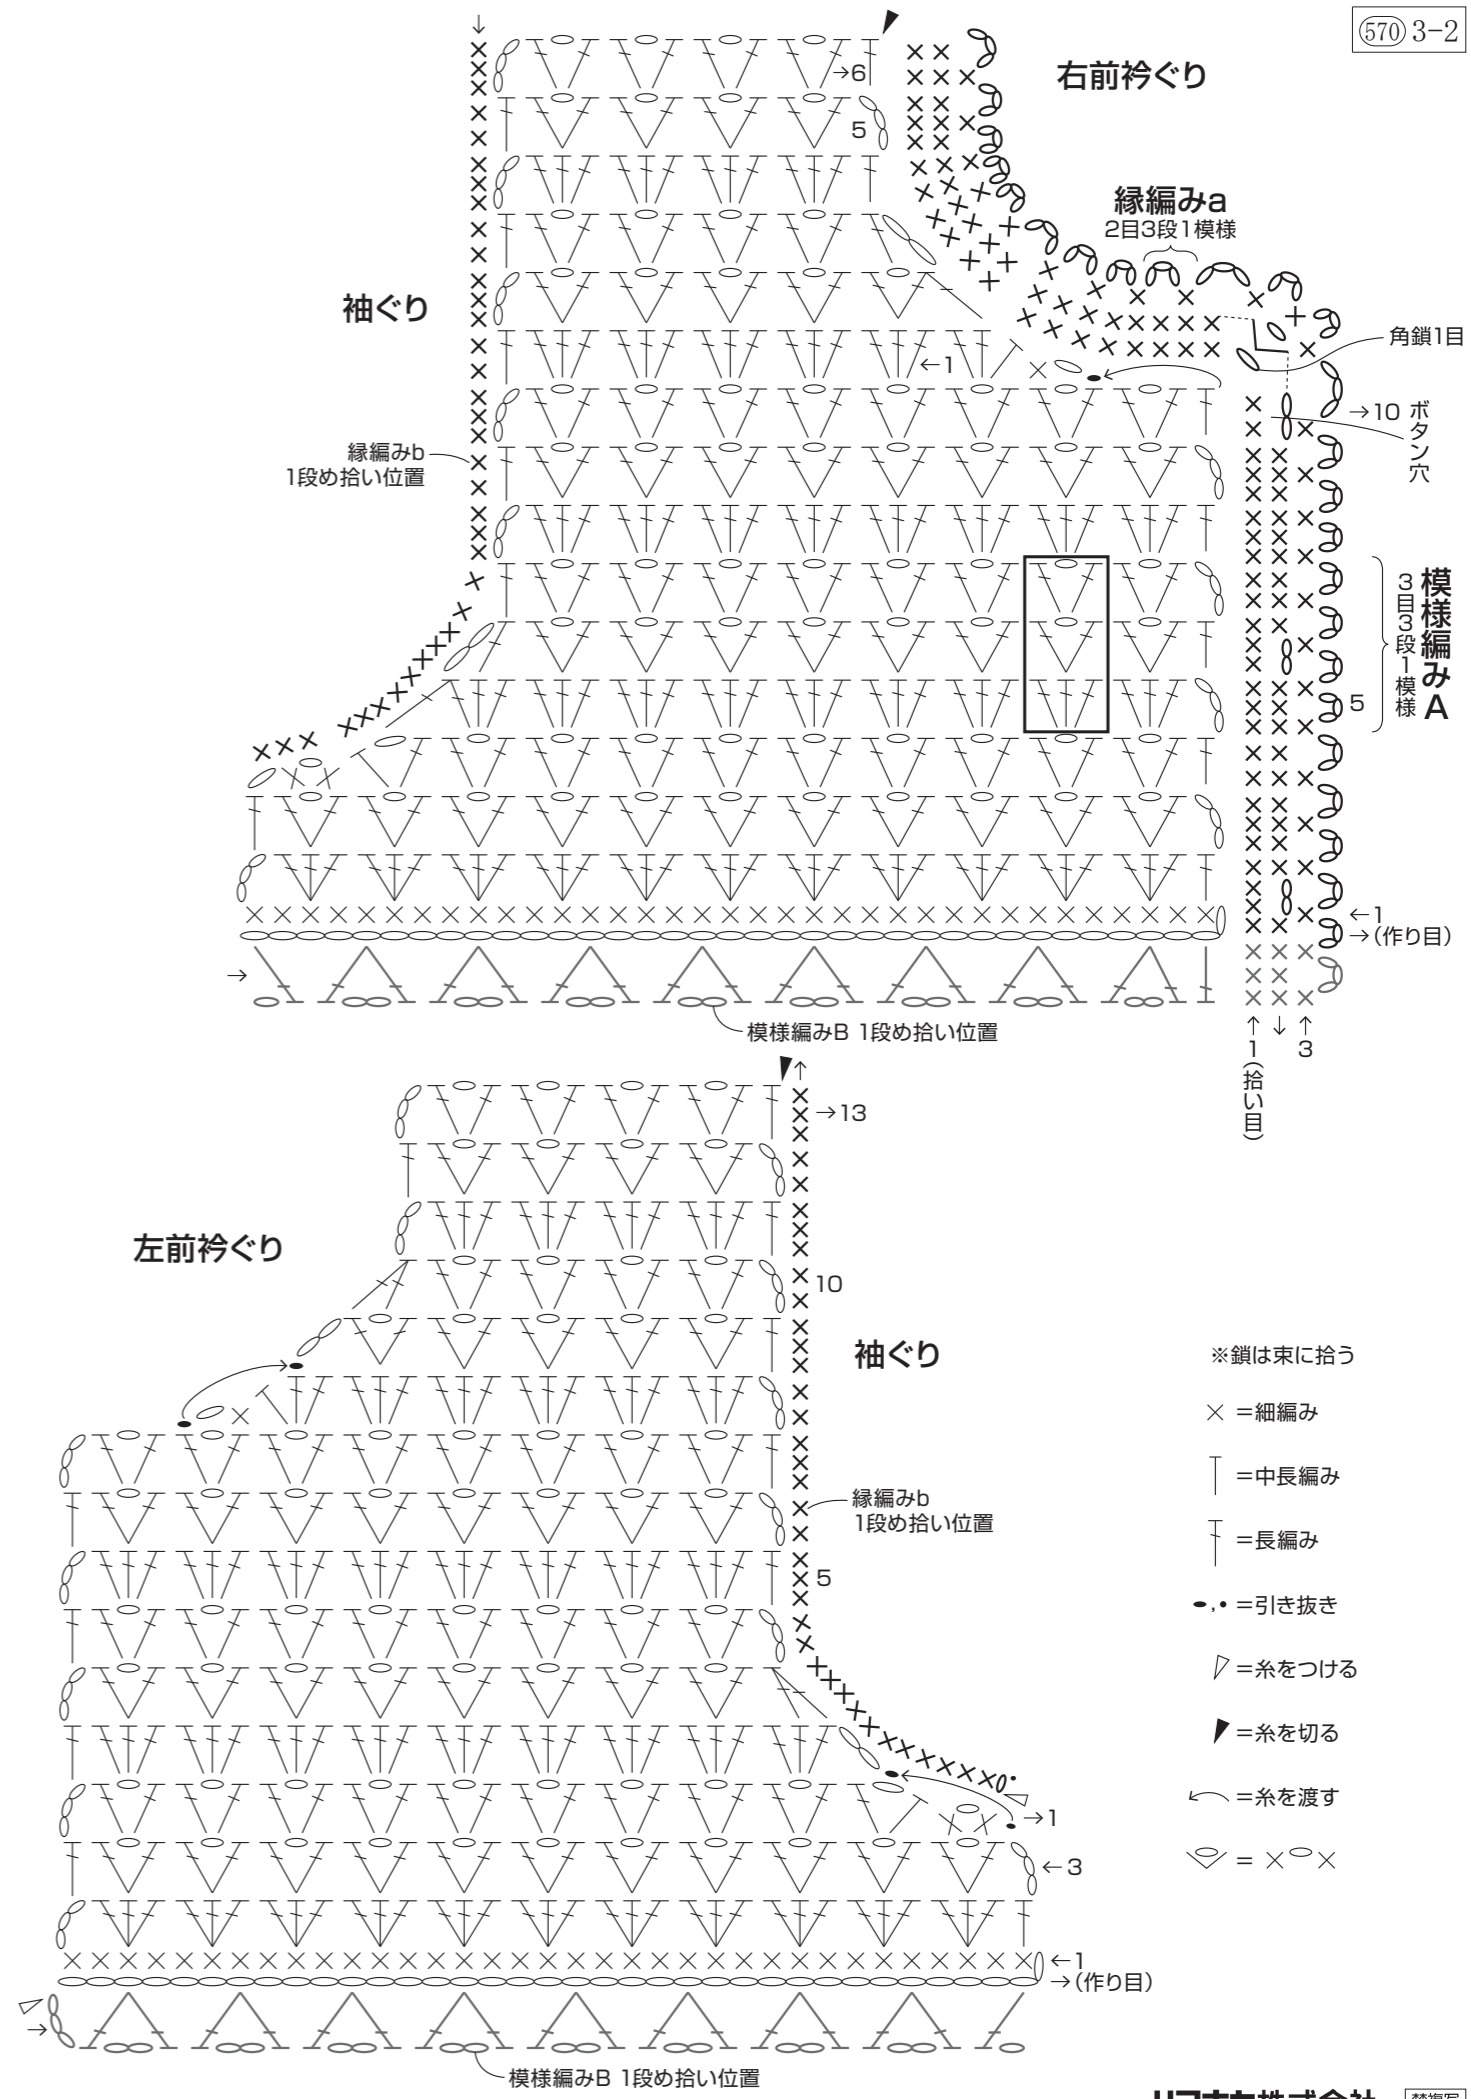 570 3-2
右前衿ぐり
→6
5
縁編みa
2目3段1模様
袖ぐり
角鎖1目
←1
→10
ボタン穴
縁編みb
1段め拾い位置
模様編みA
3目3段1模様
5
←1
→(作り目)
→
模様編みB 1段め拾い位置
↑ ↓ ↑
1(拾い目)
3
→13
左前衿ぐり
10
袖ぐり
※鎖は束に拾う
× =細編み
=中長編み
縁編みb
1段め拾い位置
=長編み
5
=引き抜き
=糸をつける
=糸を切る
=糸を渡す
→1
←3
←1
→(作り目)
→
模様編みB 1段め拾い位置